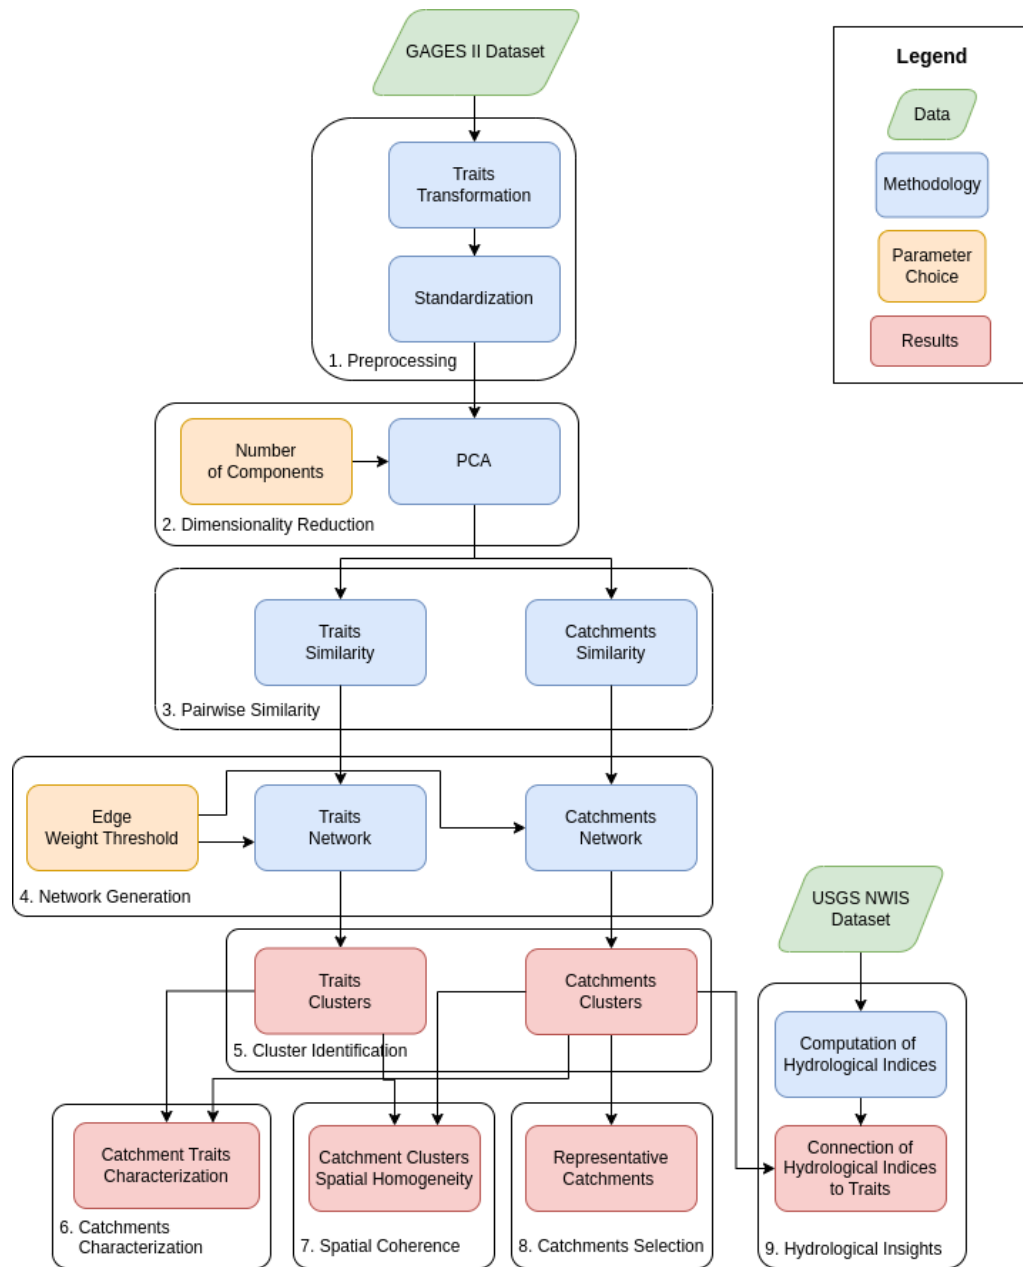 GAGES II Dataset
Legend
Data
Methodology
Parameter
Choice
Results
Traits
Transformation
Standardization
1. Preprocessing
Number
of Components
PCA
2. Dimensionality Reduction
Traits
Similarity
Catchments
Similarity
3. Pairwise Similarity
Edge
Weight Threshold
Traits
Network
Catchments
Network
4. Network Generation
USGS NWIS
Dataset
Traits
Clusters
Catchments
Clusters
5. Cluster Identification
Computation of
Hydrological Indices
Catchment Traits
Characterization
6. Catchments
Characterization
Catchment Clusters
Spatial Homogeneity
7. Spatial Coherence
Representative
Catchments
8. Catchments Selection
Connection of
Hydrological Indices
to Traits
9. Hydrological Insights